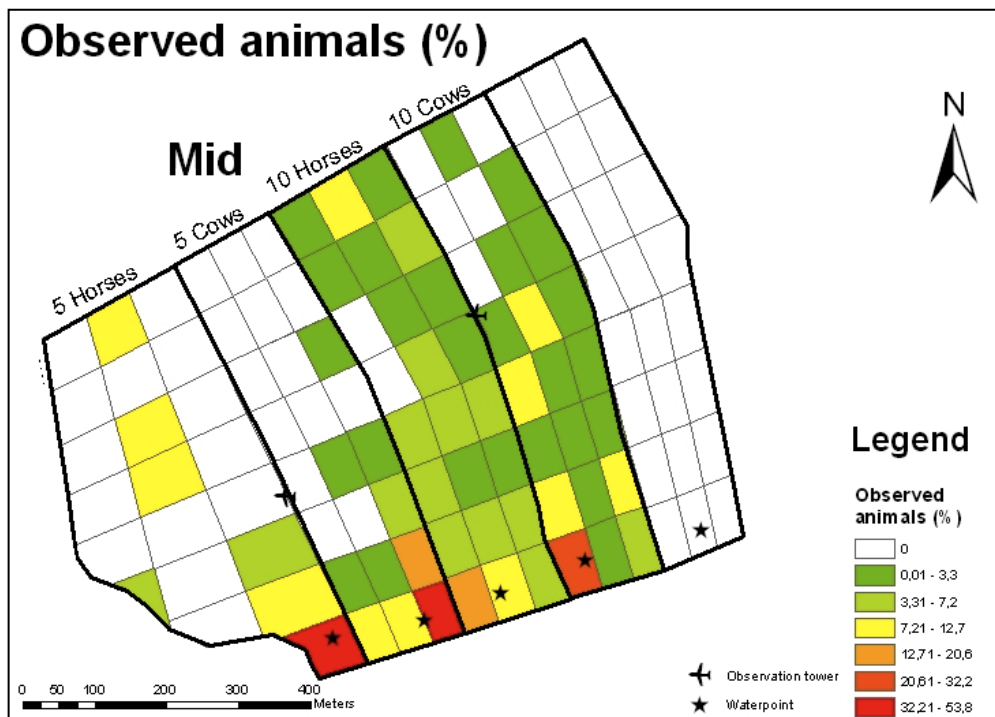 Observed animals (%)
Mid
5 Horses
5 Cows
10 Horses
10 Cows
N
Legend
Observed
animals (%)
0
0,01 - 3,3
3,31 - 7,2
7,21 - 12,7
12,71 - 20,6
20,61 - 32,2
32,21 - 53,8
Observation tower
Waterpoint
0 50 100 200 300 400
Meters